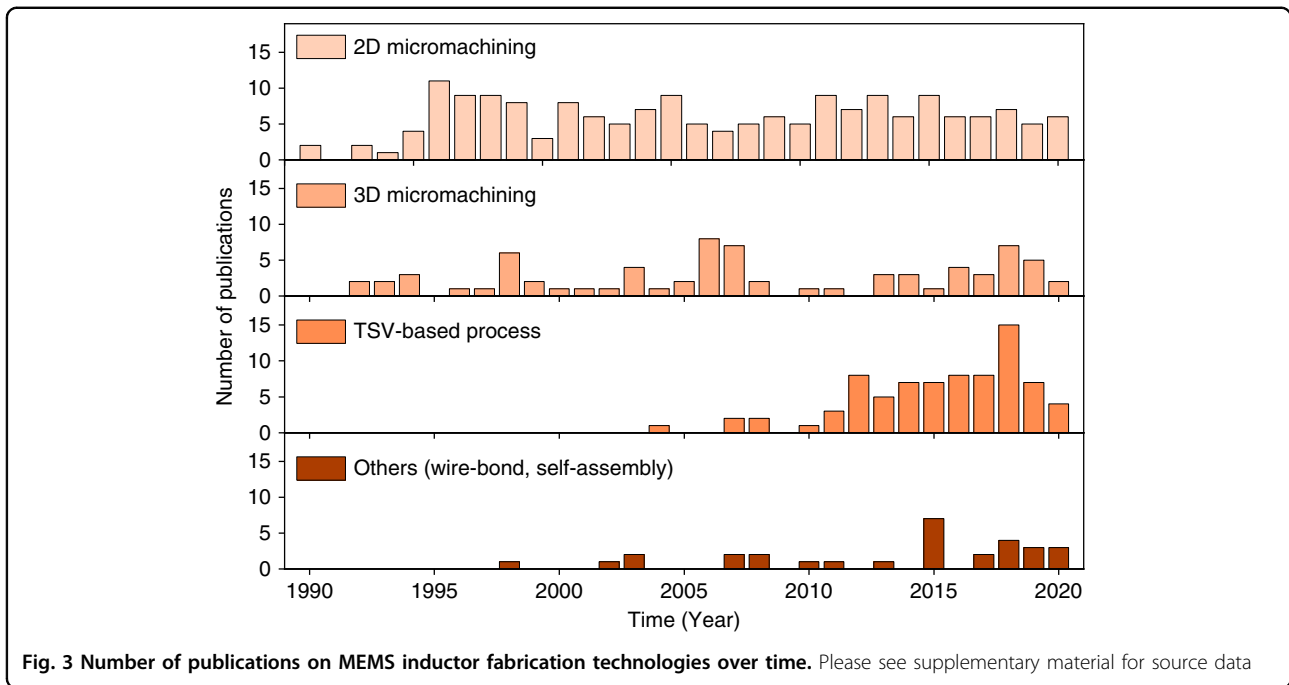 15
10
5
0
2D micromachining
15
10
5
0
3D micromachining
15
10
5
0
TSV-based process
15
10
5
0
Others (wire-bond, self-assembly)
Number of publications
1990 1995 2000 2005 2010 2015 2020
Time (Year)
Fig. 3 Number of publications on MEMS inductor fabrication technologies over time. Please see supplementary material for source data